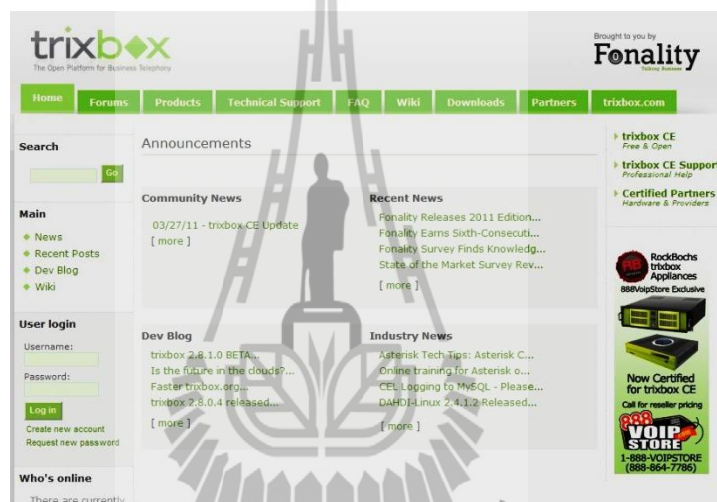 trixbox
The Open Platform for Business Telephony
Brought to you by
Fonality
Talking Business
Home Forums Products Technical Support FAQ Wiki Downloads Partners trixbox.com
Search
Go
Main
News
Recent Posts
Dev Blog
Wiki
User login
Username:
Password:
Log in
Create new account
Request new password
Who's online
There are currently
Announcements
Community News
03/27/11 - trixbox CE Update
[ more ]
Recent News
Fonality Releases 2011 Edition...
Fonality Earns Sixth-Consecuti...
Fonality Survey Finds Knowledg...
State of the Market Survey Rev...
[ more ]
Dev Blog
trixbox 2.8.1.0 BETA...
Is the future in the clouds?...
Faster trixbox.org...
trixbox 2.8.0.4 released...
[ more ]
Industry News
Asterisk Tech Tips: Asterisk C...
Online training for Asterisk o...
CEL Logging to MySQL - Please...
DAHDI-Linux 2.4.1.2 Released...
[ more ]
trixbox CE
Free & Open
trixbox CE Suppor
Professional Help
Certified Partners
Hardware & Providers
RB
RockBochs
trixbox
Appliances
888VoipStore Exclusive
Now Certified
for trixbox CE
Call for reseller pricing
888
VOIP
STORE
1-888-VOIPSTORE
(888-864-7786)